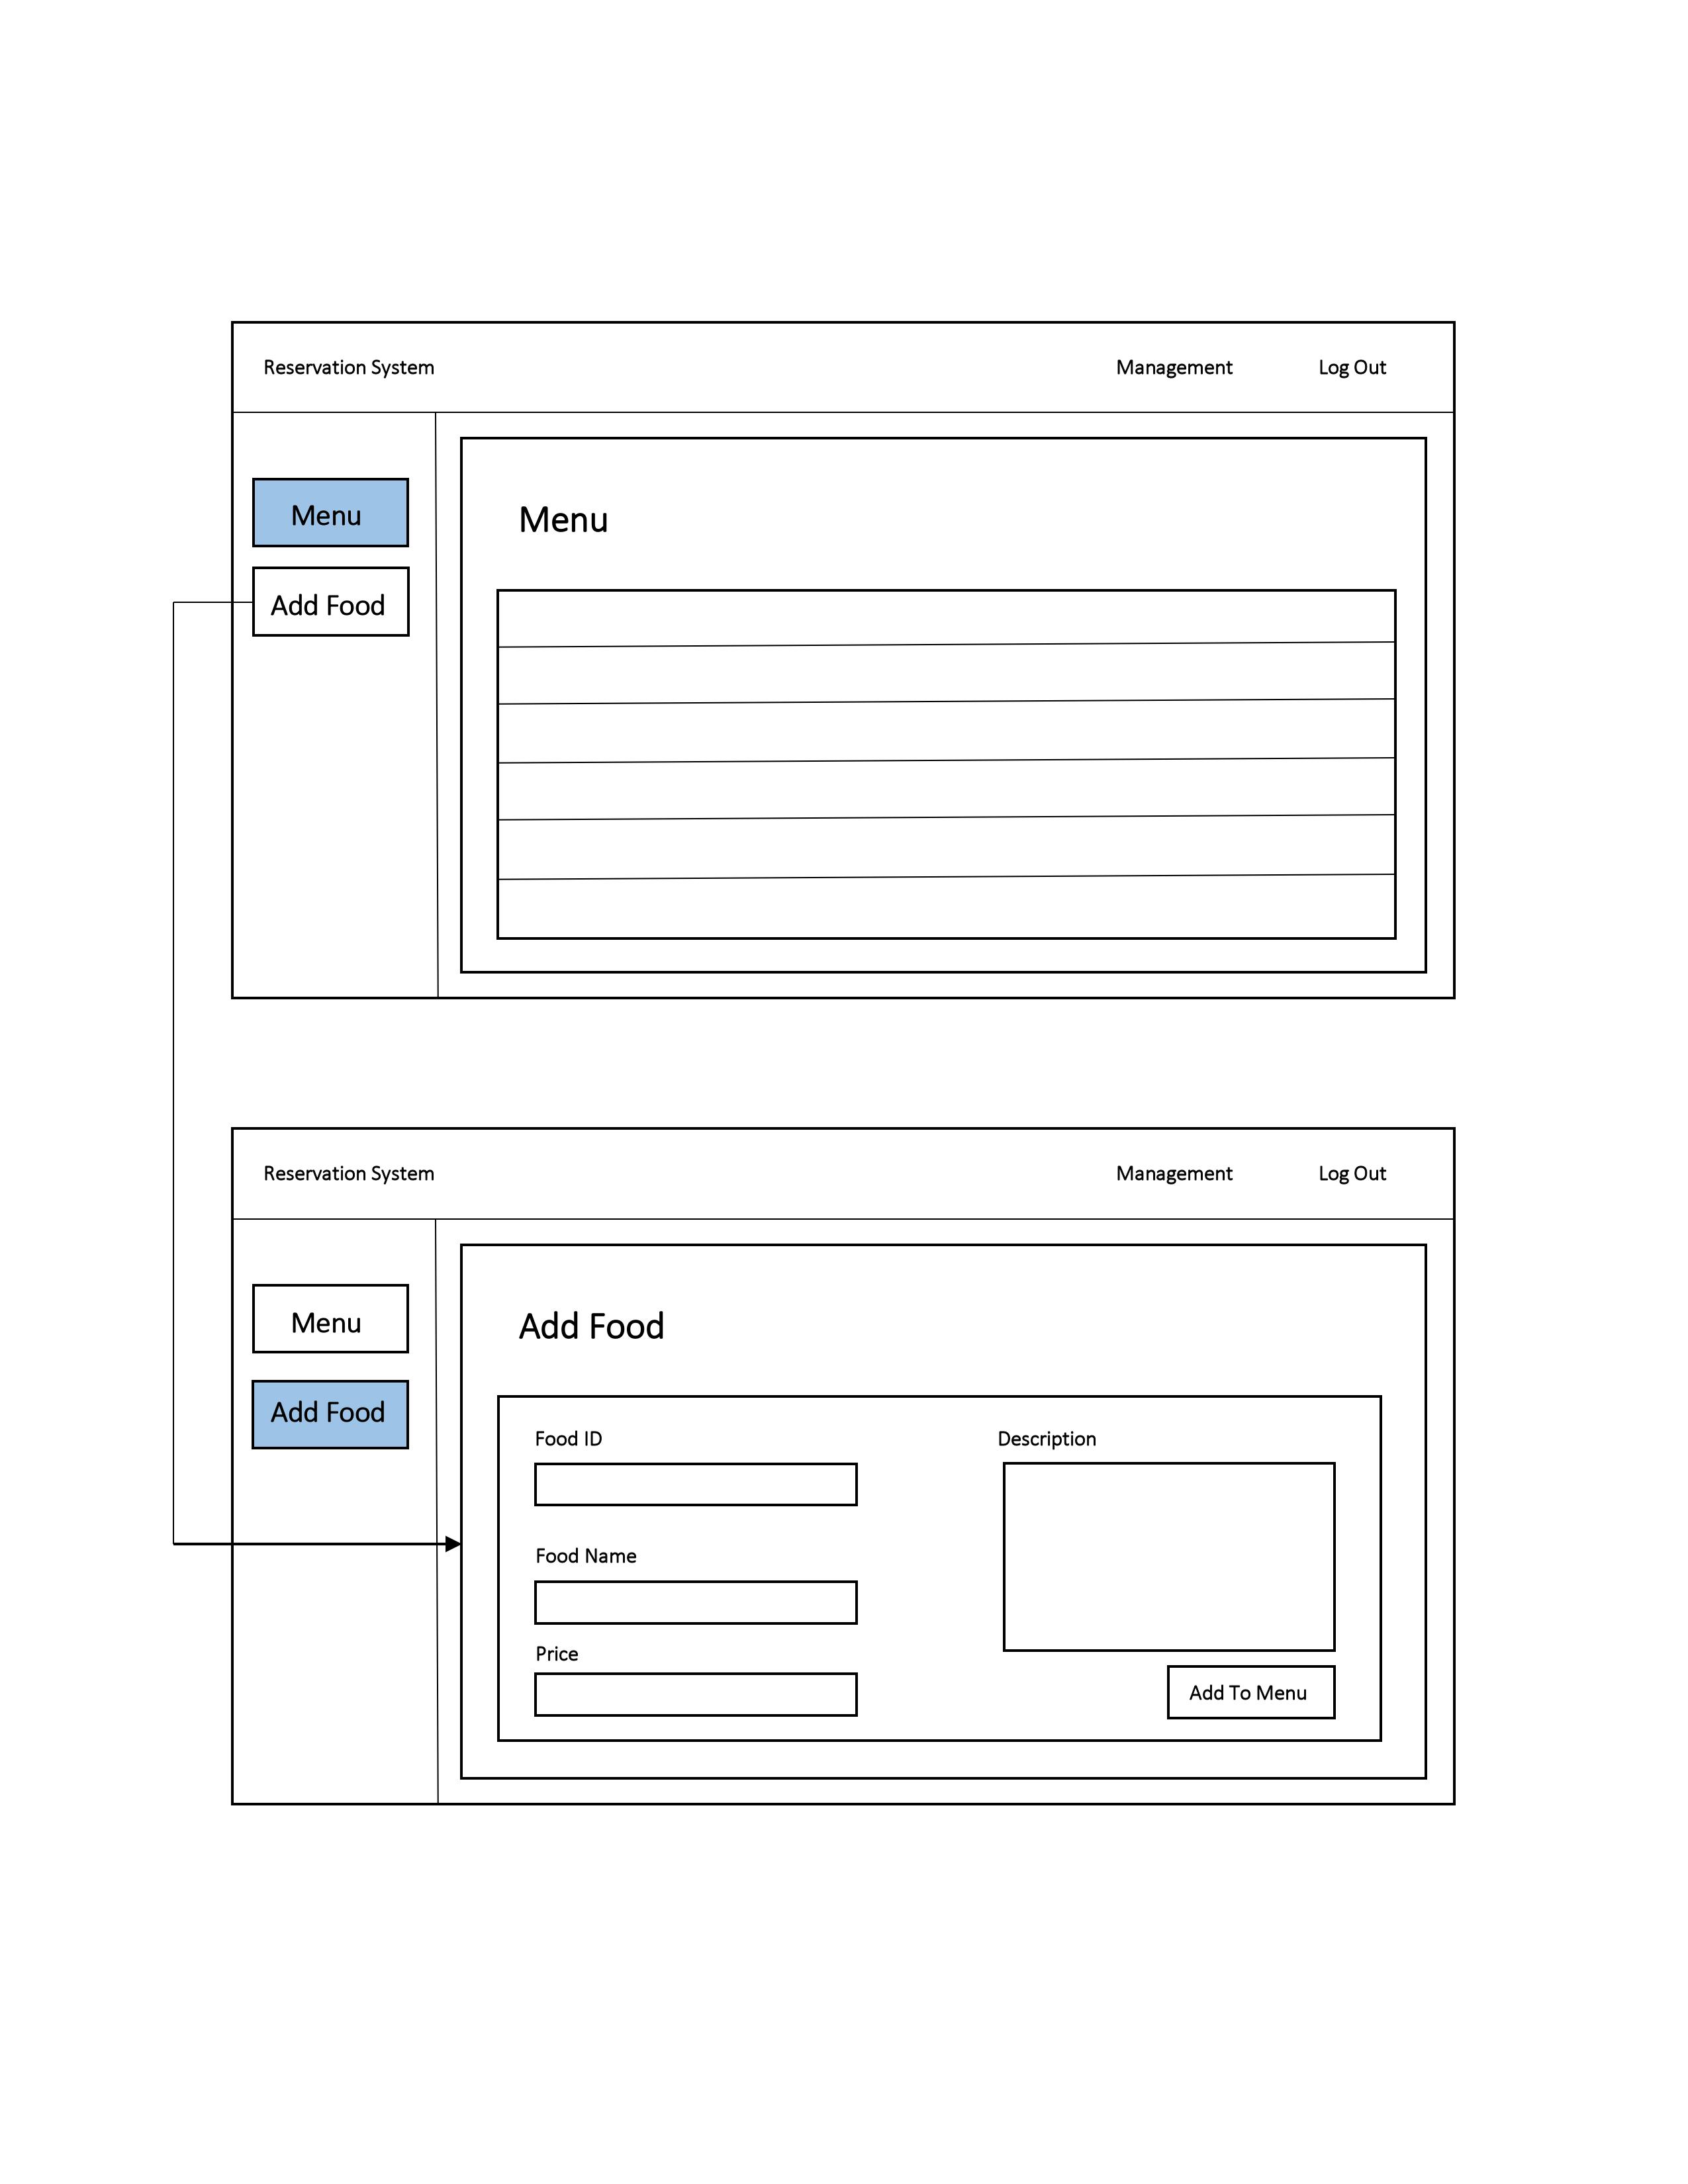 Reservation System Management Log Out
Menu
Add Food
Menu
Reservation System Management Log Out
Menu
Add Food
Add Food
Food ID
Food Name
Price
Description
Add To Menu